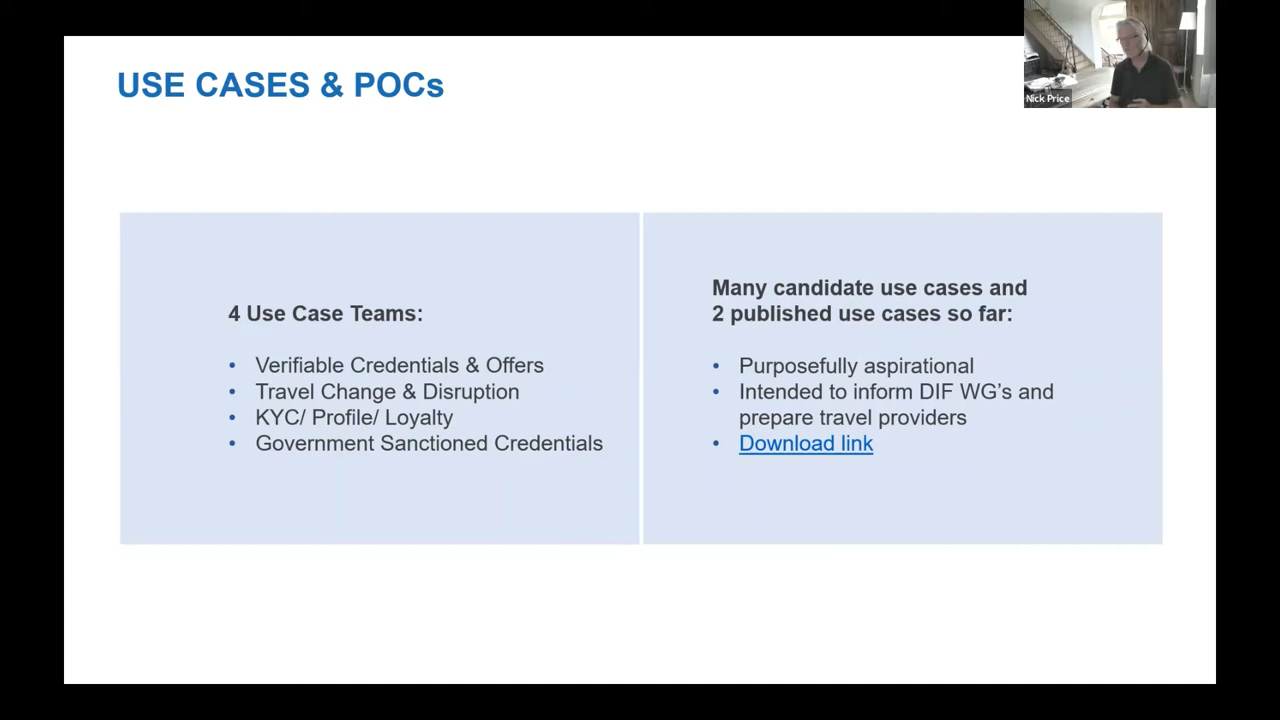 USE CASES & POCs
Nick Price
4 Use Case Teams:
• Verifiable Credentials & Offers
• Travel Change & Disruption
• KYC/ Profile/ Loyalty
• Government Sanctioned Credentials
Many candidate use cases and
2 published use cases so far:
• Purposefully aspirational
• Intended to inform DIF WG's and
prepare travel providers
• Download link